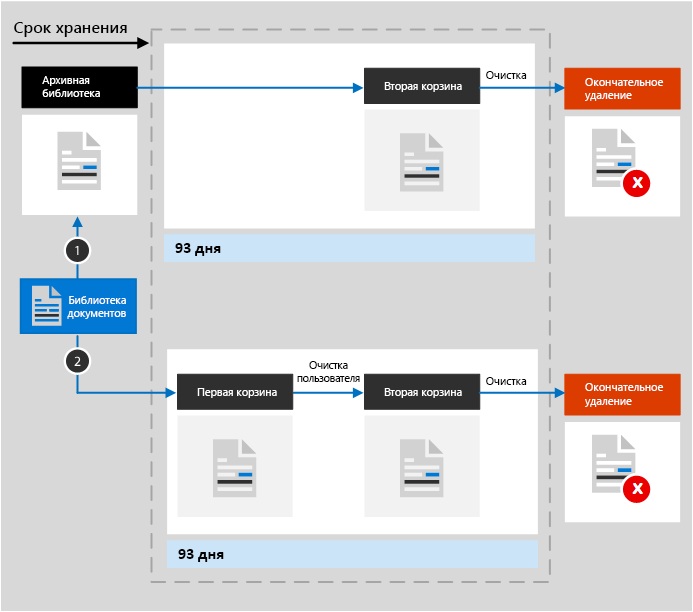 Срок хранения
Архивная
библиотека
Вторая корзина
Очистка
Окончательное
удаление
X
93 дня
1
Библиотека
документов
2
Первая корзина
Очистка
пользователя
Вторая корзина
Очистка
Окончательное
удаление
X
93 дня